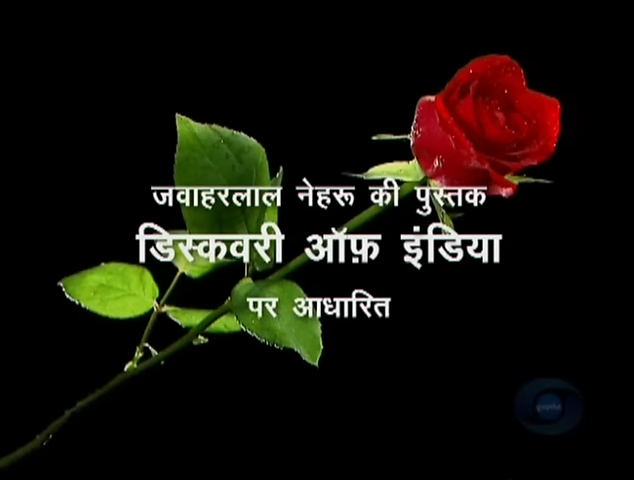 जवाहरलाल नेहरू की पुस्तक
डिस्कवरी ऑफ़ इंडिया
पर आधारित